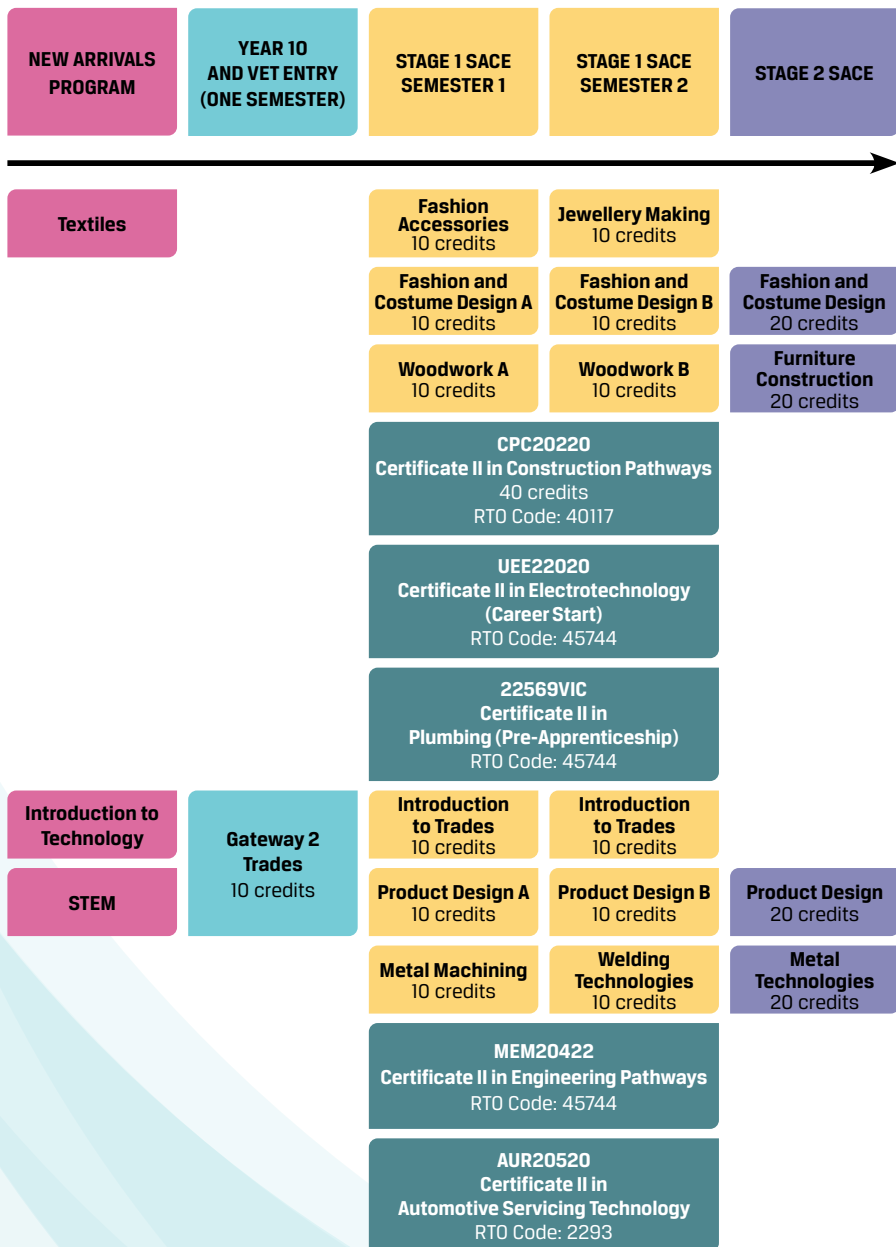 NEW ARRIVALS
PROGRAM
YEAR 10
AND VET ENTRY
(ONE SEMESTER)
STAGE 1 SACE
SEMESTER 1
STAGE 1 SACE
SEMESTER 2
STAGE 2 SACE
Textiles
Fashion
Accessories
10 credits
Jewellery Making
10 credits
Fashion and
Costume Design A
10 credits
Fashion and
Costume Design B
10 credits
Fashion and
Costume Design
20 credits
Woodwork A
10 credits
Woodwork B
10 credits
Furniture
Construction
20 credits
CPC20220
Certificate II in Construction Pathways
40 credits
RTO Code: 40117
UEE22020
Certificate II in Electrotechnology
(Career Start)
RTO Code: 45744
22569VIC
Certificate II in
Plumbing (Pre-Apprenticeship)
RTO Code: 45744
Introduction to
Technology
Gateway 2
Trades
10 credits
Introduction
to Trades
10 credits
Introduction
to Trades
10 credits
STEM
Product Design A
10 credits
Product Design B
10 credits
Product Design
20 credits
Metal Machining
10 credits
Welding
Technologies
10 credits
Metal
Technologies
20 credits
MEM20422
Certificate II in Engineering Pathways
RTO Code: 45744
AUR20520
Certificate II in
Automotive Servicing Technology
RTO Code: 2293